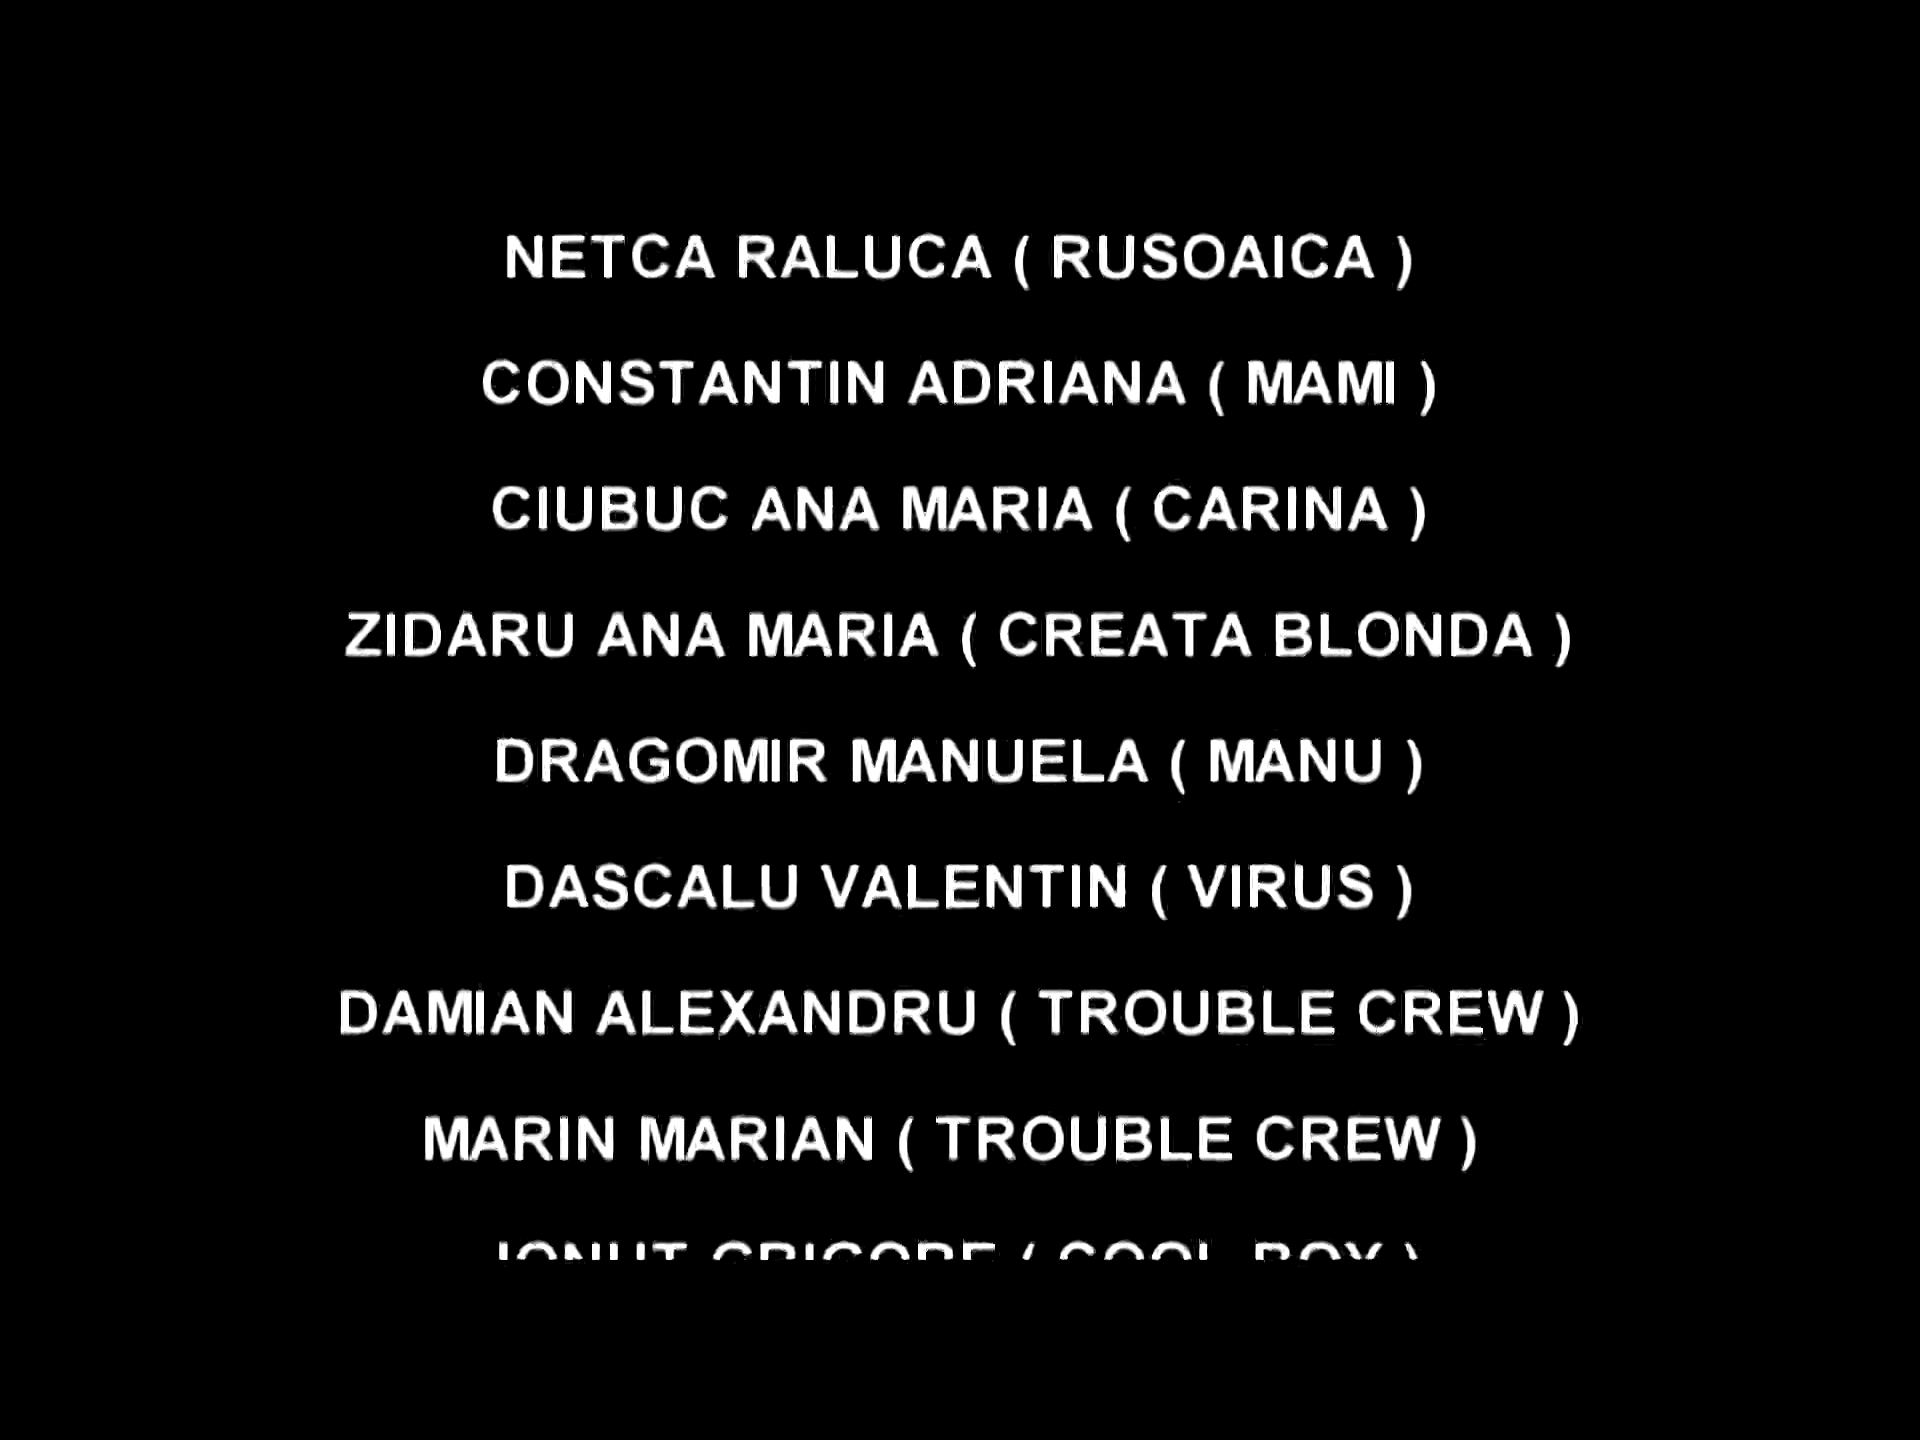 NETCA RALUCA ( RUSOAICA )
CONSTANTIN ADRIANA ( MAMI )
CIUBUC ANA MARIA ( CARINA )
ZIDARU ANA MARIA ( CREATA BLONDA )
DRAGOMIR MANUELA ( MANU )
DASCALU VALENTIN ( VIRUS )
DAMIAN ALEXANDRU ( TROUBLE CREW )
MARIN MARIAN ( TROUBLE CREW )